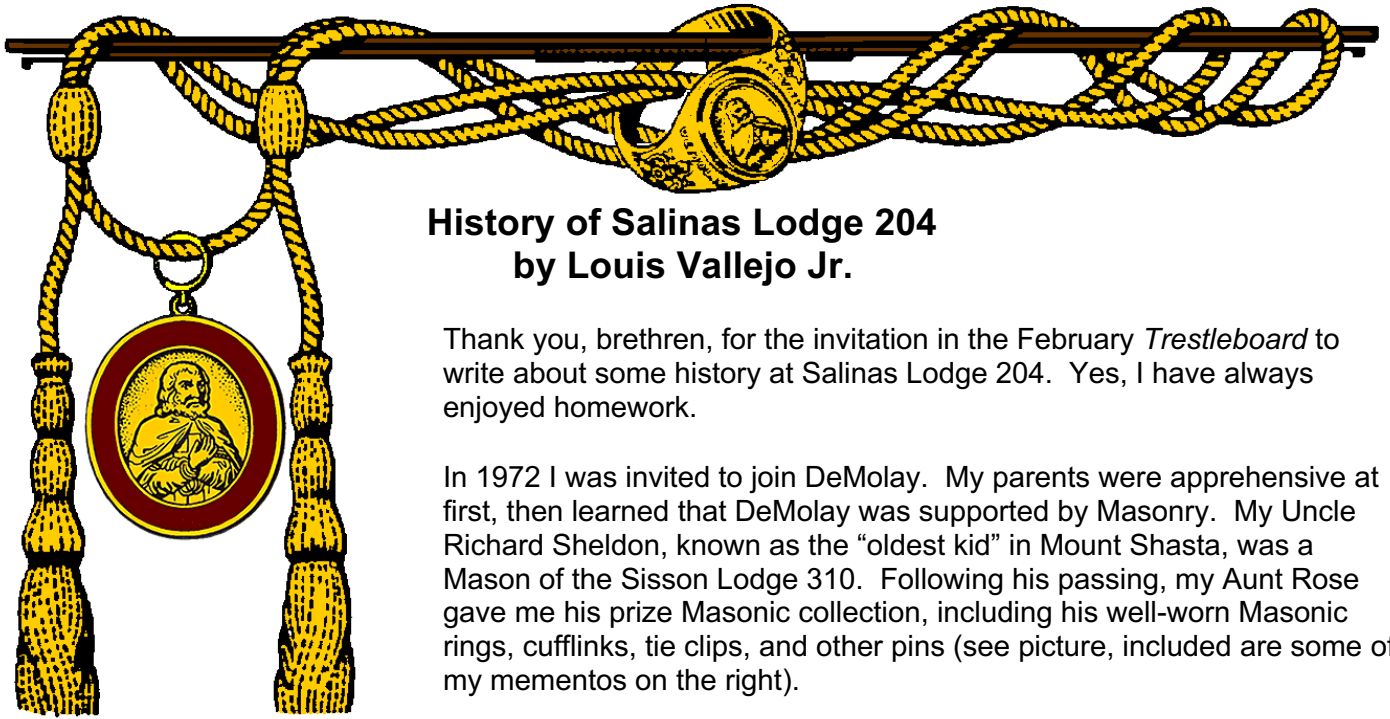 History of Salinas Lodge 204
by Louis Vallejo Jr.
Thank you, brethren, for the invitation in the February Trestleboard to
write about some history at Salinas Lodge 204.  Yes, I have always
enjoyed homework.
In 1972 I was invited to join DeMolay.  My parents were apprehensive at
first, then learned that DeMolay was supported by Masonry.  My Uncle
Richard Sheldon, known as the “oldest kid” in Mount Shasta, was a
Mason of the Sisson Lodge 310.  Following his passing, my Aunt Rose
gave me his prize Masonic collection, including his well-worn Masonic
rings, cufflinks, tie clips, and other pins (see picture, included are some of
my mementos on the right).